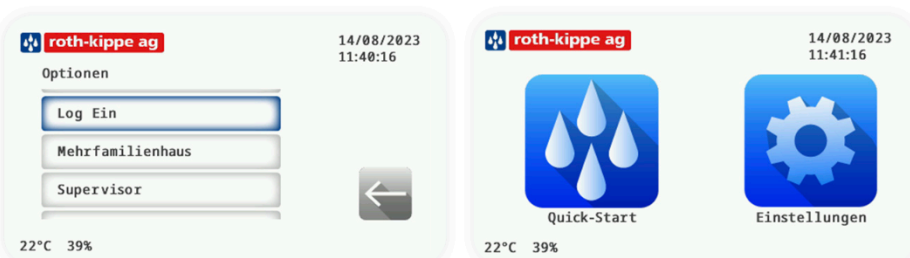 roth-kippe ag
14/08/2023
11:40:16
Optionen
Log Ein
Mehrfamilienhaus
Supervisor
22°C 39%
roth-kippe ag
14/08/2023
11:41:16
Quick-Start
Einstellungen
22°C 39%